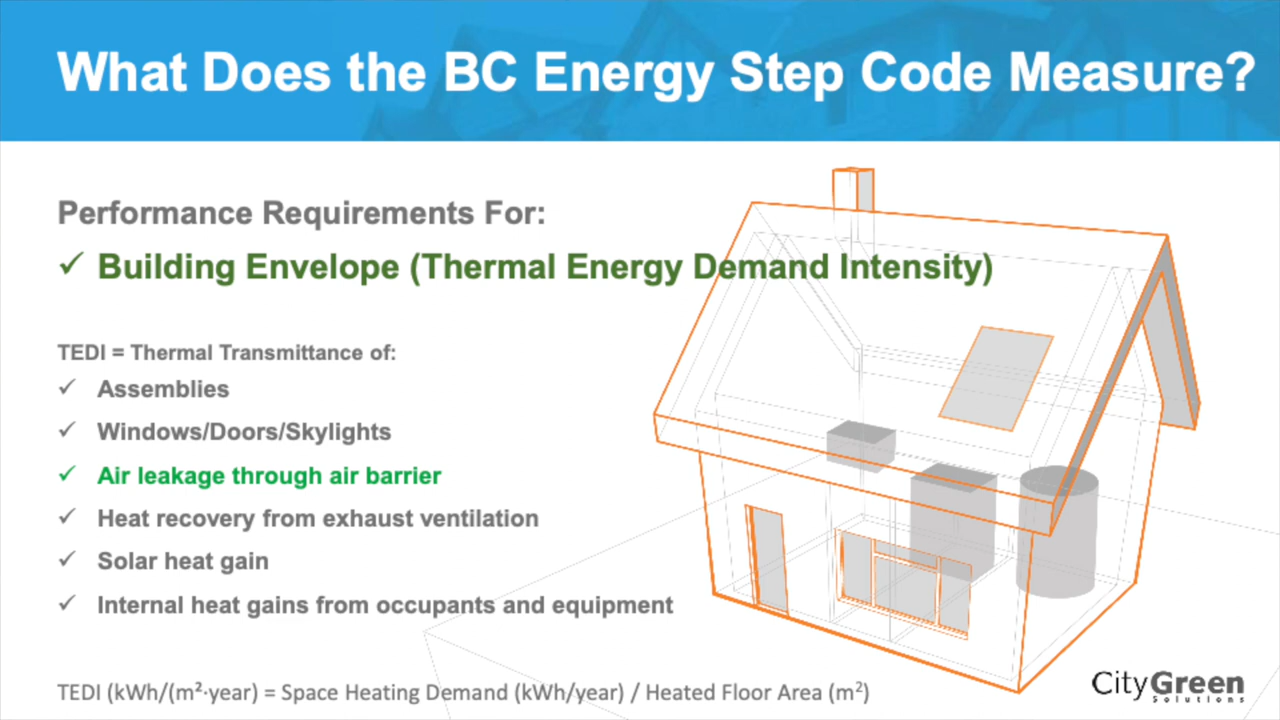 What Does the BC Energy Step Code Measure?
Performance Requirements For:
✓ Building Envelope (Thermal Energy Demand Intensity)
TEDI = Thermal Transmittance of:
✓ Assemblies
✓ Windows/Doors/Skylights
✓ Air leakage through air barrier
✓ Heat recovery from exhaust ventilation
✓ Solar heat gain
✓ Internal heat gains from occupants and equipment
TEDI (kWh/(m²·year) = Space Heating Demand (kWh/year) / Heated Floor Area (m²)
CityGreen
Solutions